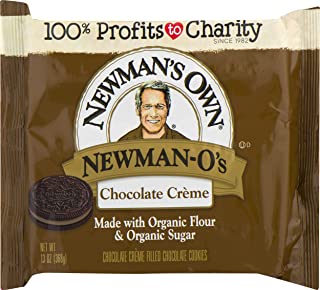 100% Profits to Charity
SINCE 1982
NEWMAN'S OWN
NEWMAN-O's
Chocolate Crème
Made with Organic Flour
& Organic Sugar
NET WT
13 OZ (368g)
CHOCOLATE CRÈME FILLED CHOCOLATE COOKIES